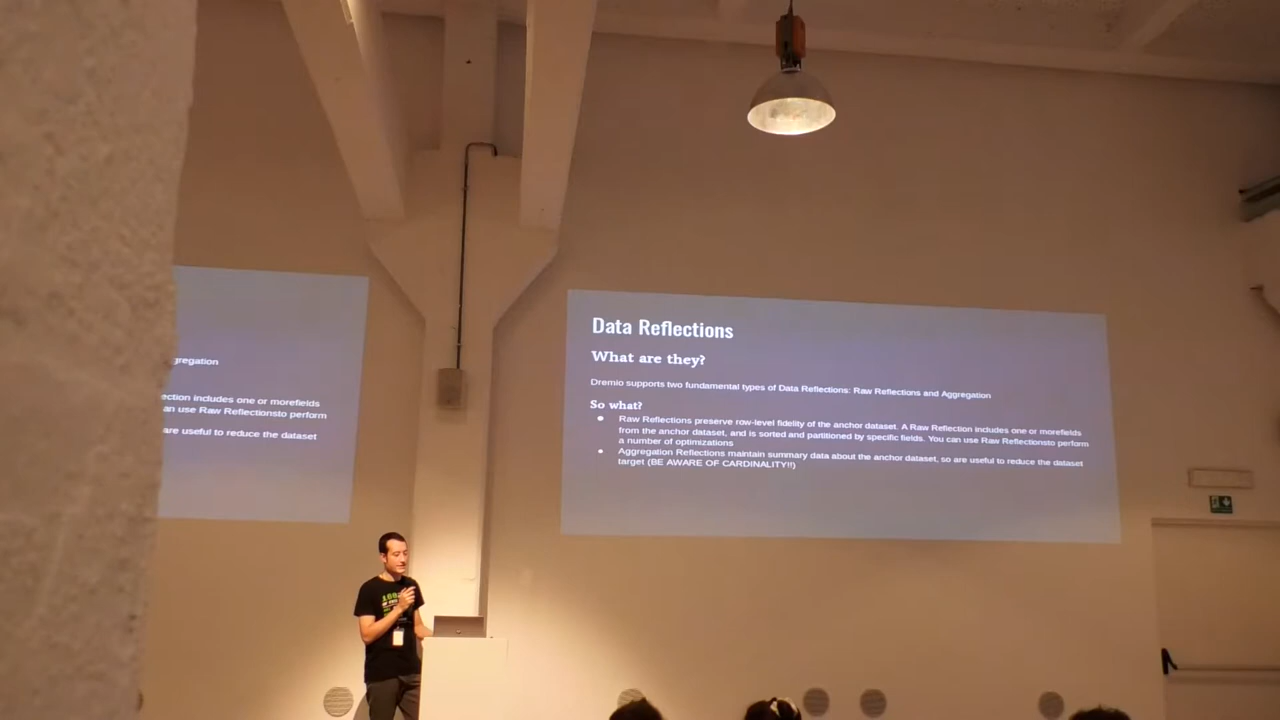 gregation
ection includes one or morefields
an use Raw Reflectionsto perform
are useful to reduce the dataset
Data Reflections
What are they?
Dremio supports two fundamental types of Data Reflections: Raw Reflections and Aggregation
So what?
Raw Reflections preserve row-level fidelity of the anchor dataset. A Raw Reflection includes one or morefields
from the anchor dataset, and is sorted and partitioned by specific fields. You can use Raw Reflectionsto perform
a number of optimizations
Aggregation Reflections maintain summary data about the anchor dataset, so are useful to reduce the dataset
target (BE AWARE OF CARDINALITY!!)